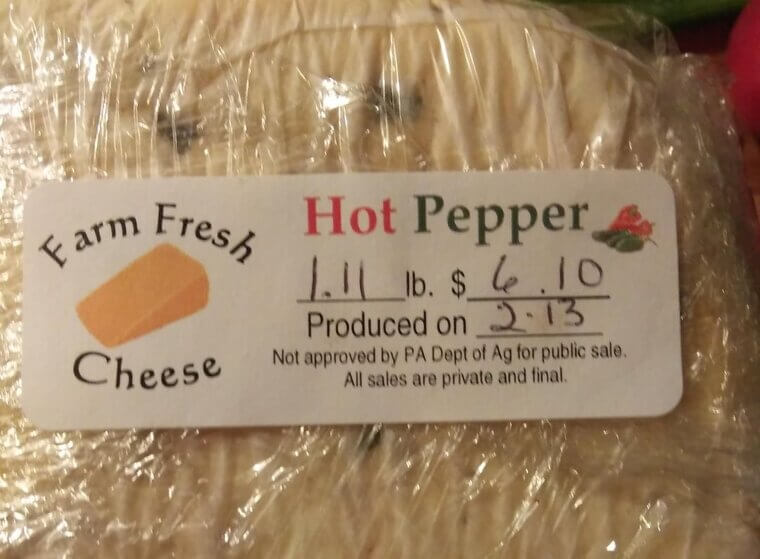 Farm Fresh
Cheese
Hot Pepper
1.11 lb. $ 6.10
Produced on 2-13
Not approved by PA Dept of Ag for public sale.
All sales are private and final.